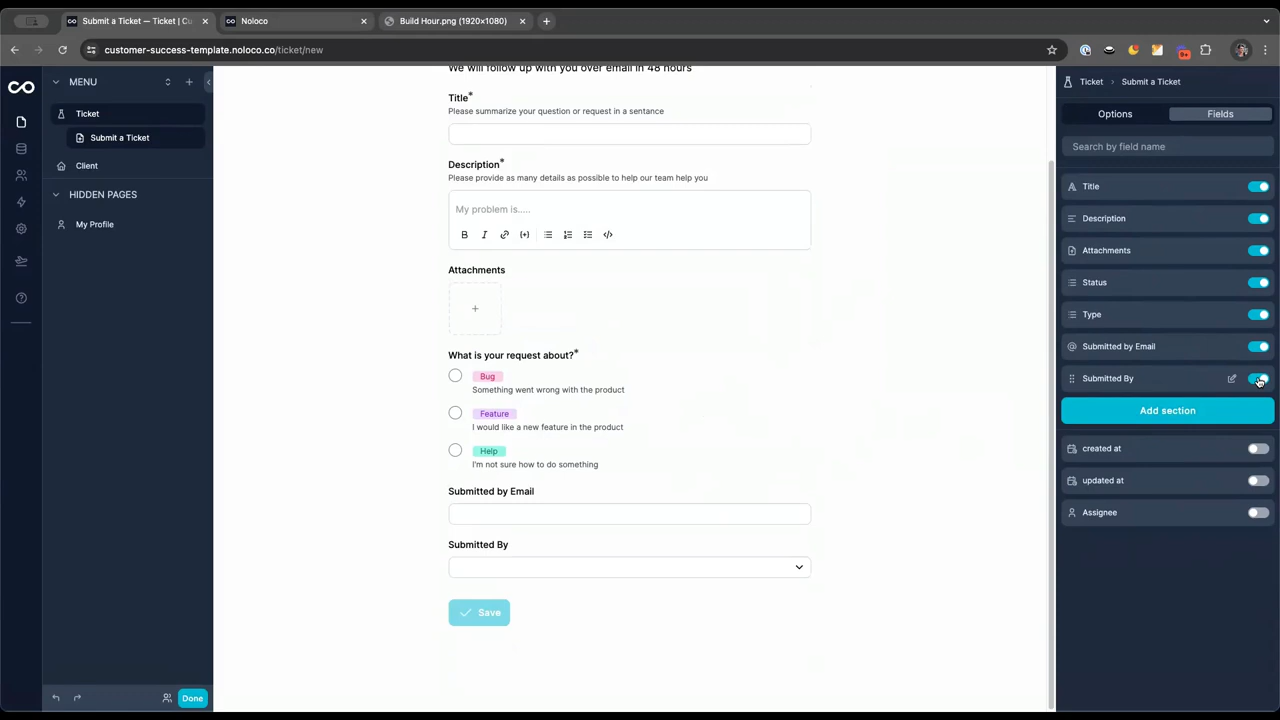 Submit a Ticket — Ticket | Cu
Noloco
Build Hour.png (1920×1080)
customer-success-template.noloco.co/ticket/new
9+
MENU
Ticket
Submit a Ticket
Client
HIDDEN PAGES
My Profile
Done
We will follow up with you over email in 48 hours
Title*
Please summarize your question or request in a sentence
Description*
Please provide as many details as possible to help our team help you
My problem is.....
Attachments
What is your request about?*
Bug
Something went wrong with the product
Feature
I would like a new feature in the product
Help
I'm not sure how to do something
Submitted by Email
Submitted By
Save
Ticket
Submit a Ticket
Options
Fields
Search by field name
Title
Description
Attachments
Status
Type
Submitted by Email
Submitted By
Add section
created at
updated at
Assignee